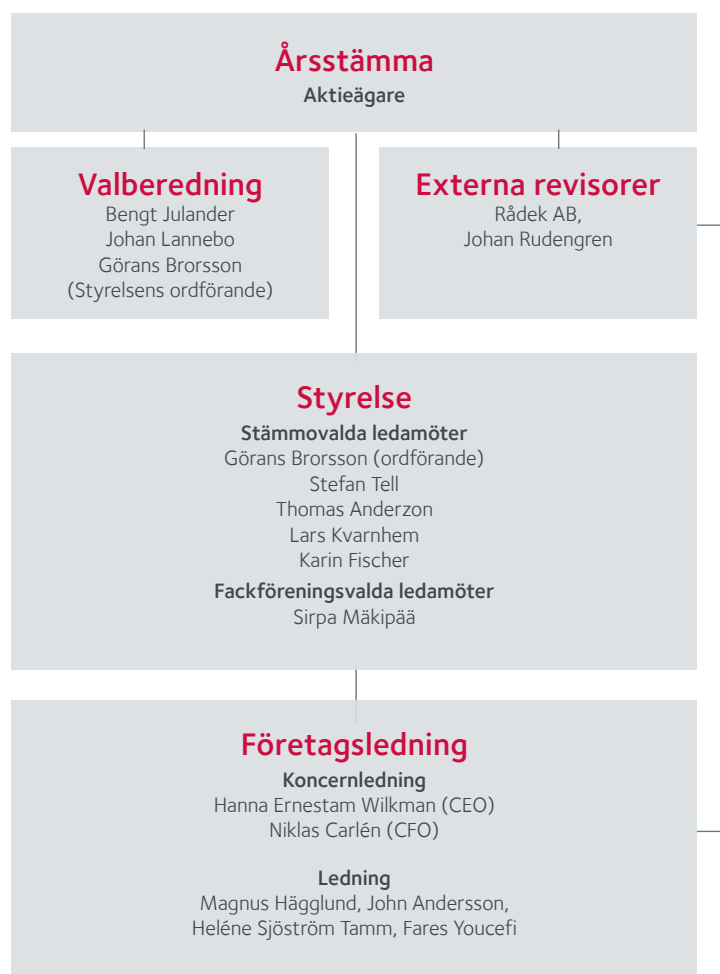 Årsstämma
Aktieägare
Valberedning
Bengt Julander
Johan Lannebo
Görans Brorsson
(Styrelsens ordförande)
Externa revisorer
Rådek AB,
Johan Rudengren
Styrelse
Stämmovalda ledamöter
Görans Brorsson (ordförande)
Stefan Tell
Thomas Anderzon
Lars Kvarnhem
Karin Fischer
Fackföreningsvalda ledamöter
Sirpa Mäkipää
Företagsledning
Koncernledning
Hanna Ernestam Wilkman (CEO)
Niklas Carlén (CFO)
Ledning
Magnus Hägglund, John Andersson,
Heléne Sjöström Tamm, Fares Youcefi